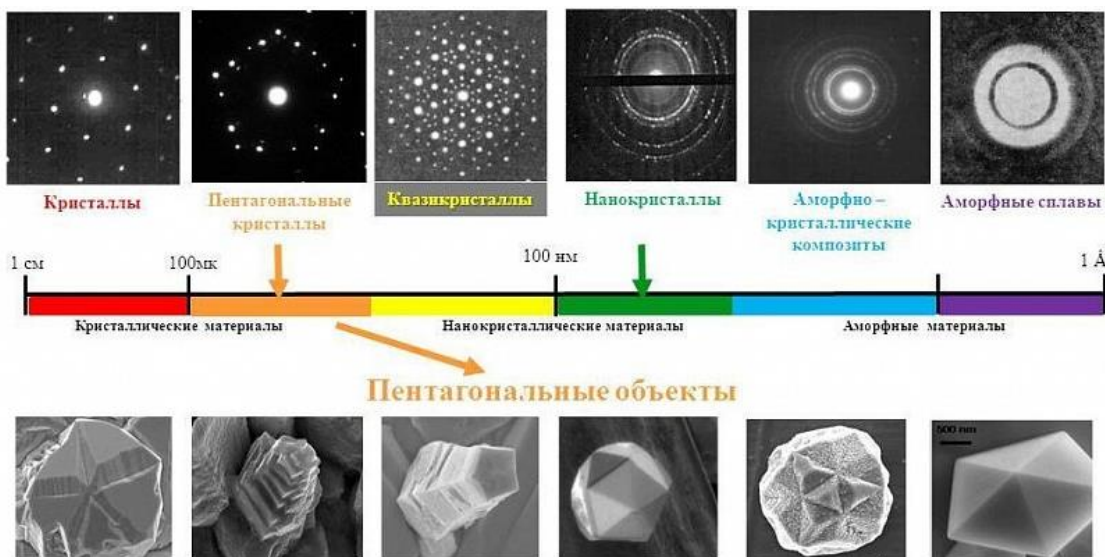 Кристаллы
Пентагональные
кристаллы
Квазикристаллы
Нанокристаллы
Аморфно –
кристаллические
композиты
Аморфные сплавы
1 см
100мк
100 нм
1 Å
Кристаллические материалы
Нанокристаллические материалы
Аморфные материалы
Пентагональные объекты
500 nm